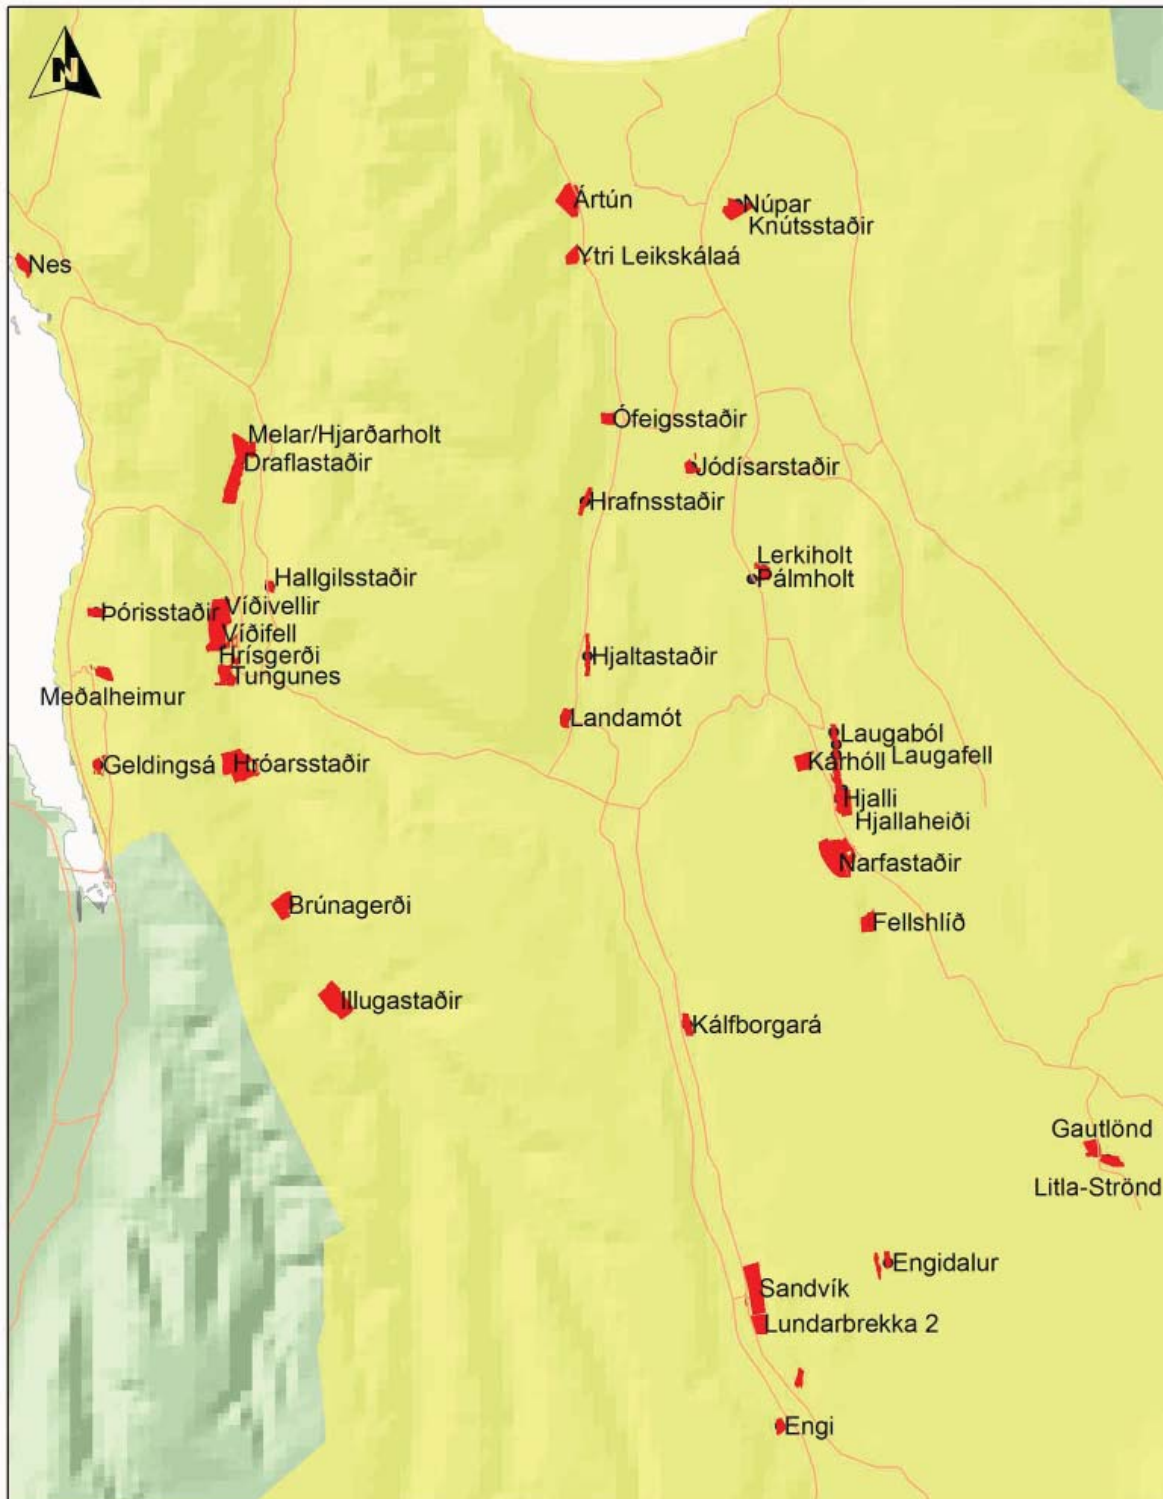 N
Ártún
Núpar
Knútsstaðir
Ytri Leikskálaá
Nes
Ófeigsstaðir
Melar/Hjarðarholt
Draflastaðir
Jódísarstaðir
Hrafnsstaðir
Lerkiholt
Pálmholt
Hallgilsstaðir
Þórisstaðir
Víðivellir
Víðifell
Hrísgerði
Tungunes
Hjaltastaðir
Meðalheimur
Landamót
Laugaból
Laugafell
Kárhóll
Geldingsá
Hróarsstaðir
Hjalli
Hjallaheiði
Narfastaðir
Brúnagerði
Fellshlíð
Illugastaðir
Kálfborgará
Gautlönd
Litla-Strönd
Engidalur
Sandvík
Lundarbrekka 2
Engi